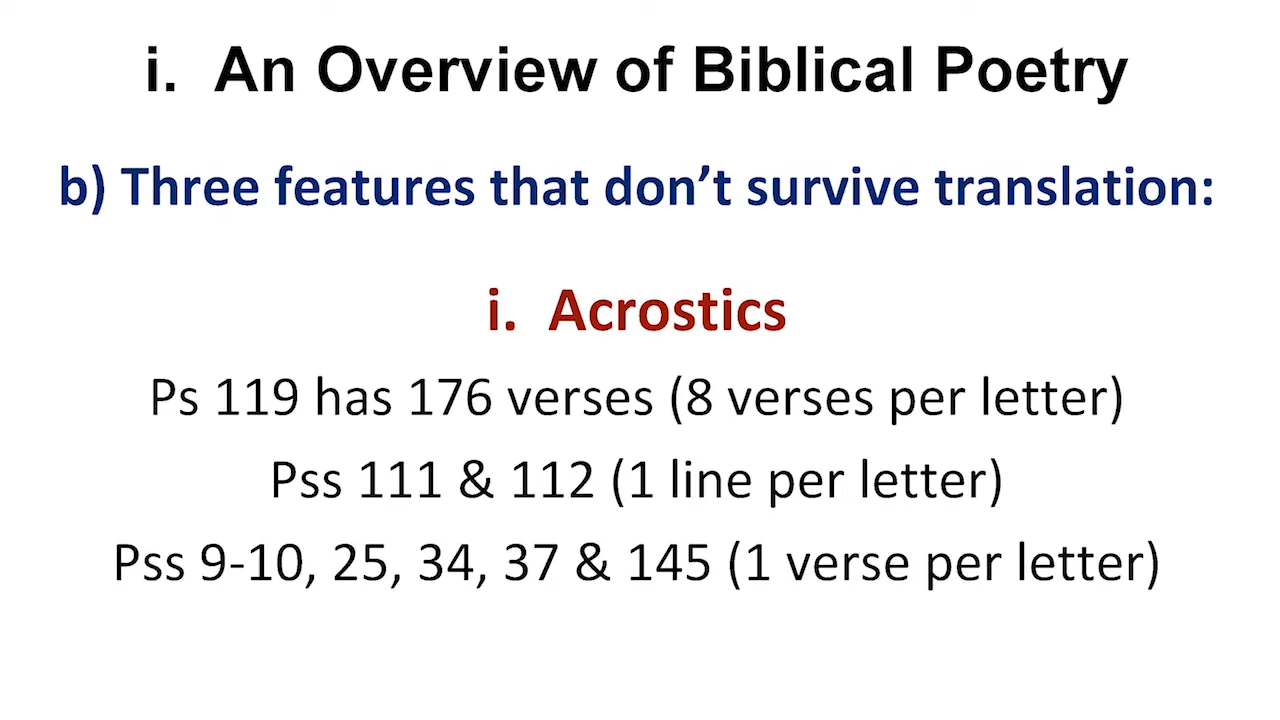 i. An Overview of Biblical Poetry
b) Three features that don’t survive translation:
i. Acrostics
Ps 119 has 176 verses (8 verses per letter)
Pss 111 & 112 (1 line per letter)
Pss 9-10, 25, 34, 37 & 145 (1 verse per letter)